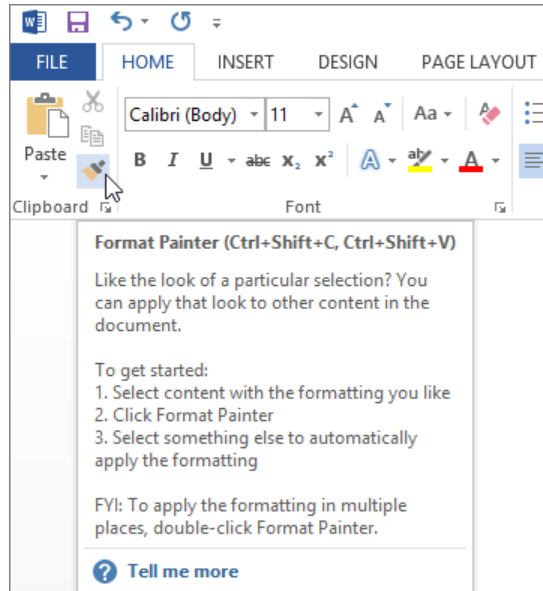 FILE HOME INSERT DESIGN PAGE LAYOUT
Calibri (Body) 11 A A Aa
Paste B I U abc X₂ X² A aby A
Clipboard Font
Format Painter (Ctrl+Shift+C, Ctrl+Shift+V)
Like the look of a particular selection? You
can apply that look to other content in the
document.
To get started:
1. Select content with the formatting you like
2. Click Format Painter
3. Select something else to automatically
apply the formatting
FYI: To apply the formatting in multiple
places, double-click Format Painter.
? Tell me more